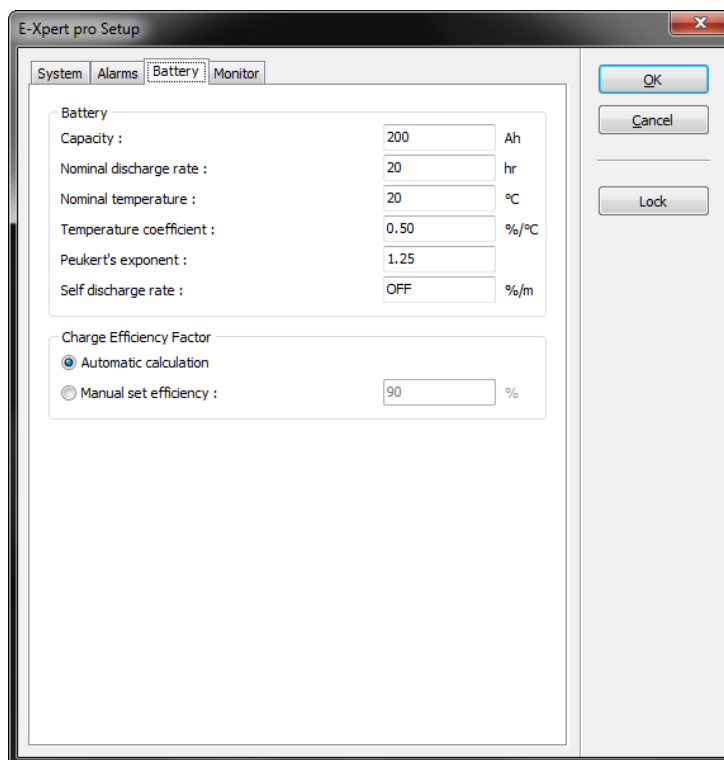 E-Xpert pro Setup
System Alarms Battery Monitor
OK
Cancel
Lock
Battery
Capacity : 200 Ah
Nominal discharge rate : 20 hr
Nominal temperature : 20 ºC
Temperature coefficient : 0.50 %/ºC
Peukert's exponent : 1.25
Self discharge rate : OFF %/m
Charge Efficiency Factor
Automatic calculation
Manual set efficiency : 90 %